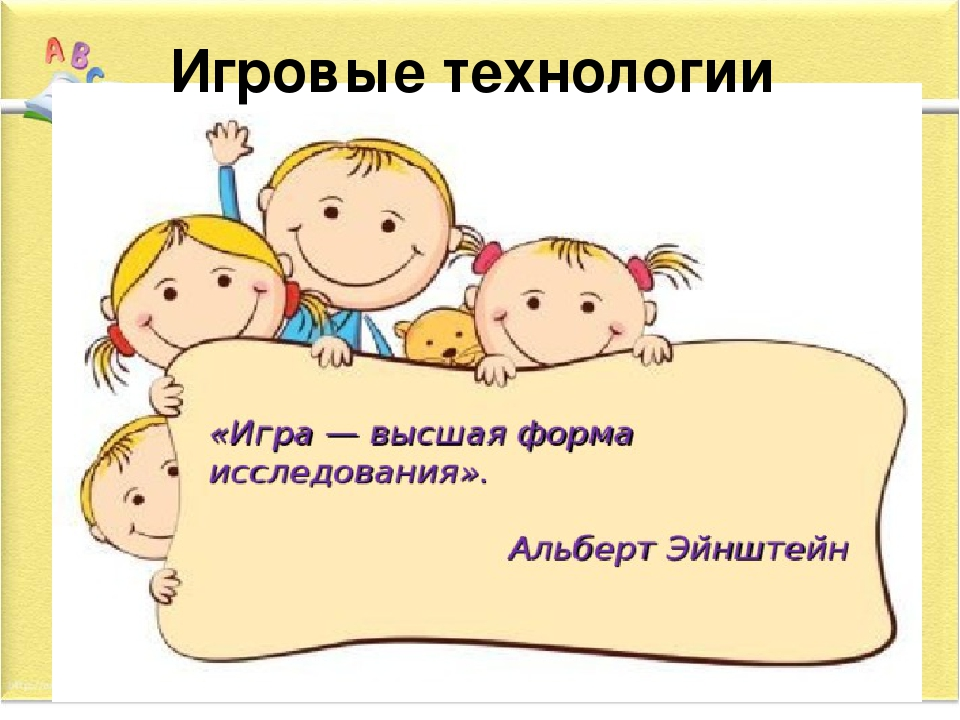 А В С
Игровые технологии
«Игра — высшая форма
исследования».
Альберт Эйнштейн